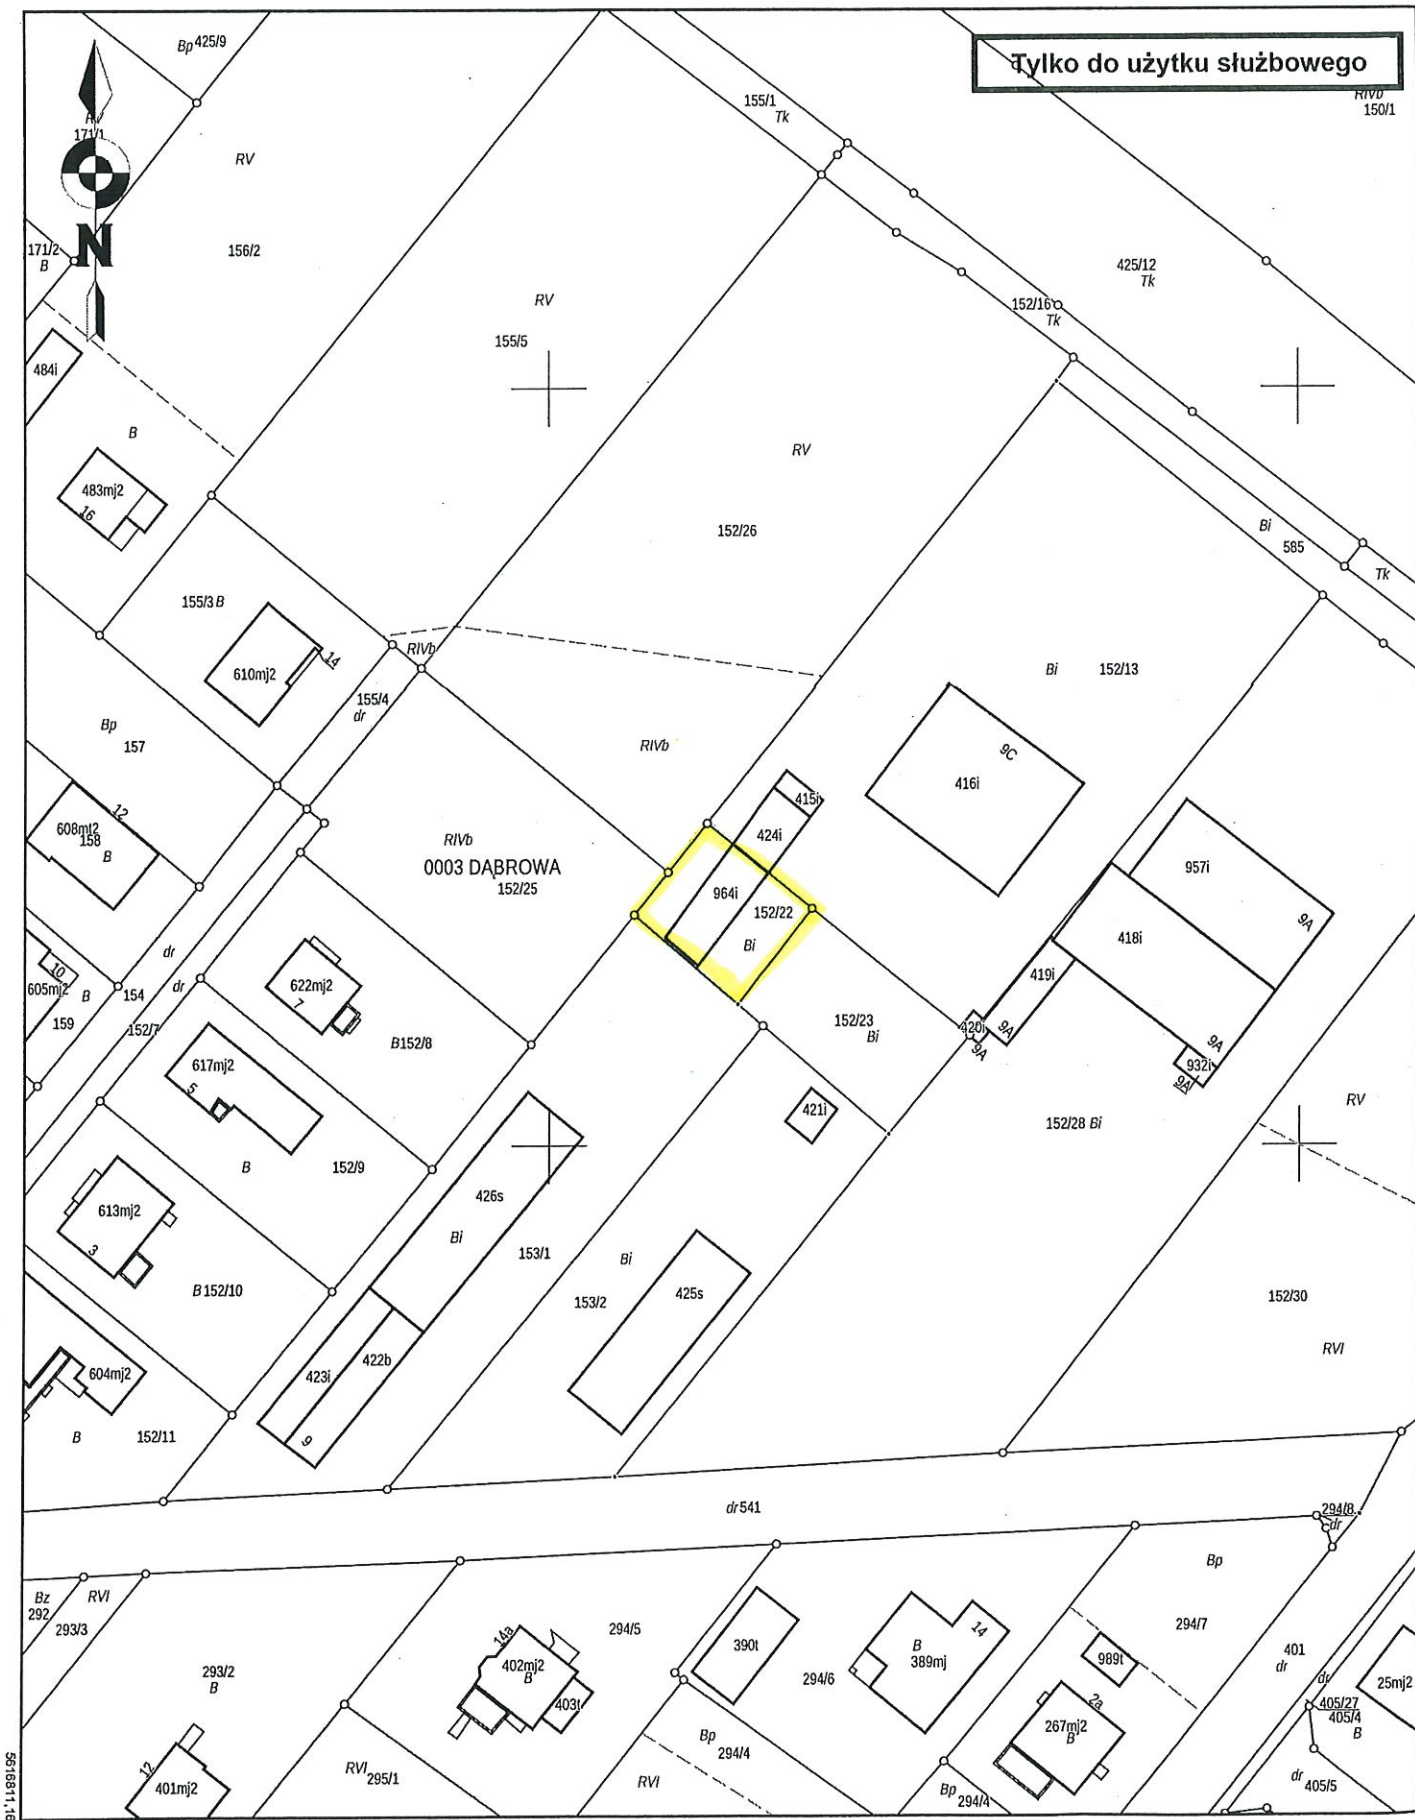 Bp 425/9
Tylko do użytku służbowego
155/1
Tk
RIVb
150/1
171/1
RV
171/2
B
N
156/2
425/12
Tk
RV
152/16
Tk
155/5
484i
B
RV
483mj2
16
152/26
Bi
585
Tk
155/3 B
610mj2
14
RIVb
155/4
dr
Bi 152/13
Bp
157
RIVb
9C
416i
415i
12
608mt2
158
B
RIVb
424i
0003 DĄBROWA
152/25
957i
964i
152/22
9A
418i
Bi
dr
10
605mj2
B
154
dr
622mj2
7
419i
159
152/7
152/23
Bi
420i
9A
9A
9A
B152/8
617mj2
5
932i
9A
421i
152/28 Bi
RV
B
152/9
426s
613mj2
3
Bi
153/1
Bi
B 152/10
153/2
425s
152/30
RVI
604mj2
422b
423i
B
152/11
9
dr 541
294/8
dr
Bp
Bz
292
RVI
293/3
294/5
294/7
14a
390t
B
389mj
14
401
dr
989t
293/2
B
402mj2
B
294/6
dr
25mj2
403t
2a
405/27
405/4
B
267mj2
B
Bp
294/4
12
401mj2
RVI
295/1
RVI
Bp
294/4
dr
405/5
5616811,16